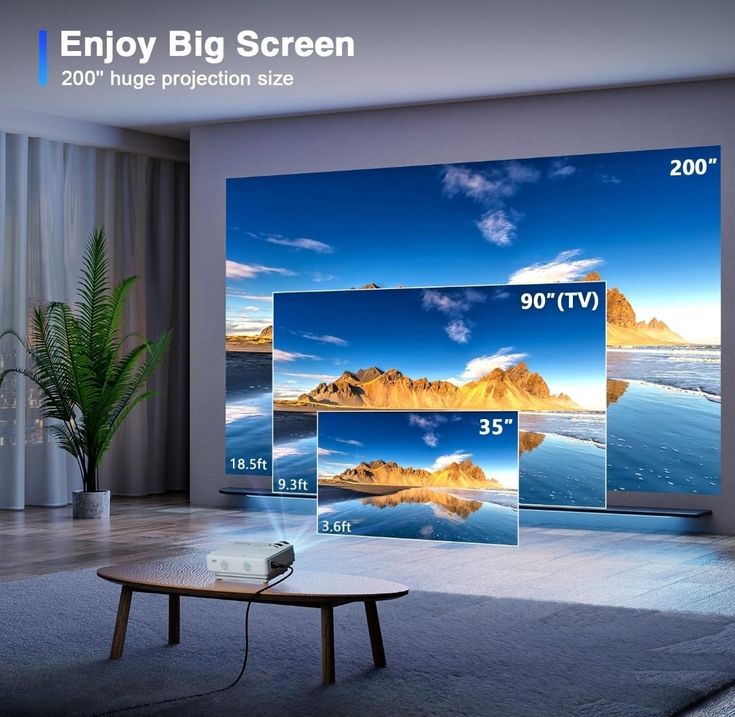 Enjoy Big Screen
200" huge projection size
200"
90"(TV)
35"
18.5ft
9.3ft
3.6ft